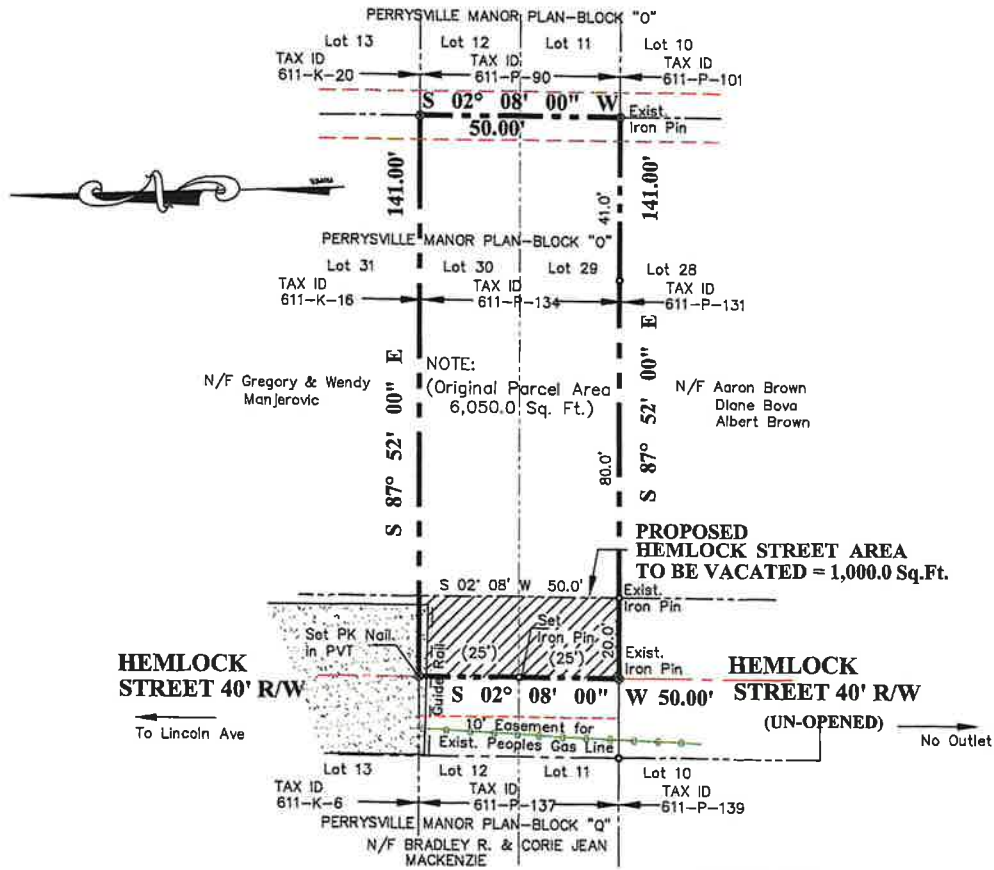 PERRYSVILLE MANOR PLAN-BLOCK "O"
Lot 13 Lot 12 Lot 11 Lot 10
TAX ID TAX ID TAX ID
611-K-20 611-P-90 611-P-101
S 02° 08' 00" W
50.00'
Exist.
Iron Pin
141.00'
141.00'
41.0'
PERRYSVILLE MANOR PLAN-BLOCK "O"
Lot 31 Lot 30 Lot 29 Lot 28
TAX ID TAX ID TAX ID
611-K-16 611-P-134 611-P-131
S 87° 52' 00" E
S 87° 52' 00" E
N/F Gregory & Wendy
Manjerovic
NOTE:
(Original Parcel Area
6,050.0 Sq. Ft.)
N/F Aaron Brown
Diane Bova
Albert Brown
80.0'
PROPOSED
HEMLOCK STREET AREA
TO BE VACATED = 1,000.0 Sq.Ft.
S 02° 08' W 50.0'
Exist.
Iron Pin
Set PK Nail
in PVT
Guide Rail
Set
Iron Pin
(25')
(25')
20.0'
Exist.
Iron Pin
HEMLOCK
STREET 40' R/W
S 02° 08' 00" W 50.00'
HEMLOCK
STREET 40' R/W
(UN-OPENED)
To Lincoln Ave
No Outlet
10' Easement for
Exist. Peoples Gas Line
Lot 13 Lot 12 Lot 11 Lot 10
TAX ID TAX ID TAX ID
611-K-6 611-P-137 611-P-139
PERRYSVILLE MANOR PLAN-BLOCK "Q"
N/F BRADLEY R. & CORIE JEAN
MACKENZIE